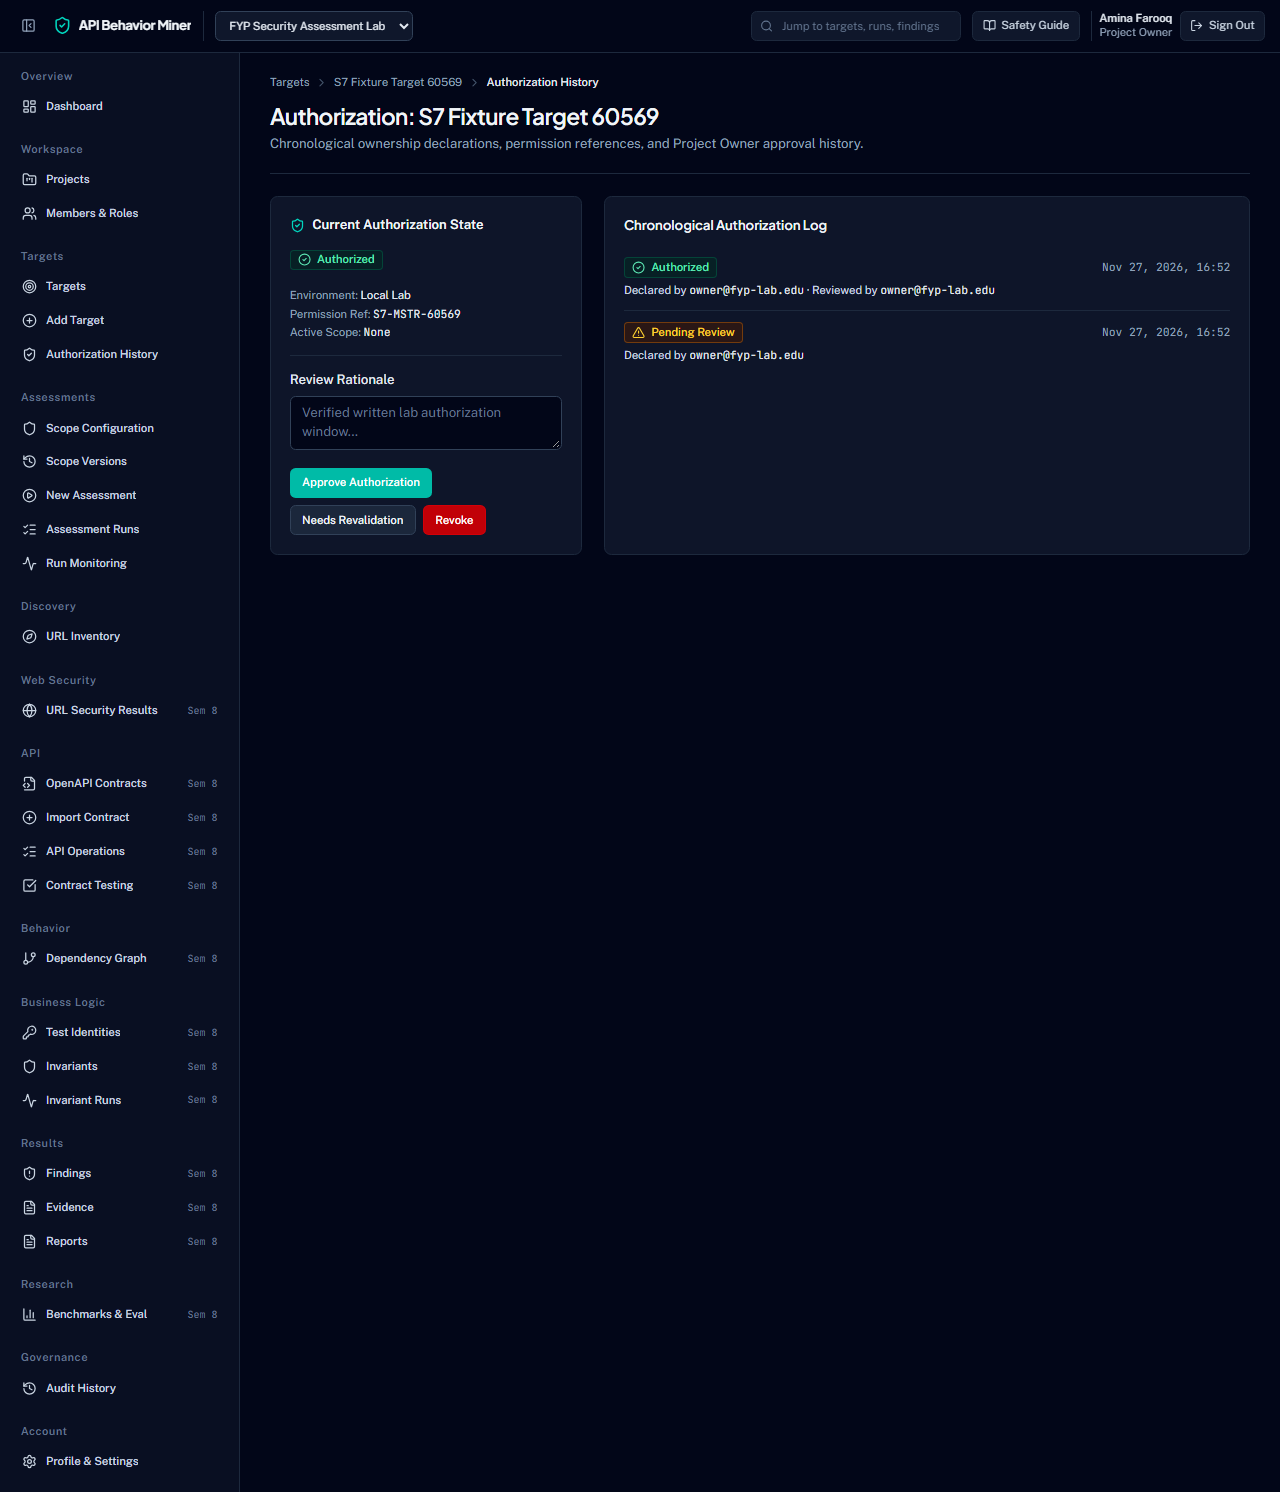 API Behavior Miner
FYP Security Assessment Lab
Jump to targets, runs, findings
Safety Guide
Amina Farooq
Project Owner
Sign Out
Overview
Dashboard
Workspace
Projects
Members & Roles
Targets
Targets
Add Target
Authorization History
Assessments
Scope Configuration
Scope Versions
New Assessment
Assessment Runs
Run Monitoring
Discovery
URL Inventory
Web Security
URL Security Results Sem 8
API
OpenAPI Contracts Sem 8
Import Contract Sem 8
API Operations Sem 8
Contract Testing Sem 8
Behavior
Dependency Graph Sem 8
Business Logic
Test Identities Sem 8
Invariants Sem 8
Invariant Runs Sem 8
Results
Findings Sem 8
Evidence Sem 8
Reports Sem 8
Research
Benchmarks & Eval Sem 8
Governance
Audit History
Account
Profile & Settings
Targets > S7 Fixture Target 60569 > Authorization History
Authorization: S7 Fixture Target 60569
Chronological ownership declarations, permission references, and Project Owner approval history.
Current Authorization State
Authorized
Environment: Local Lab
Permission Ref: S7-MSTR-60569
Active Scope: None
Review Rationale
Verified written lab authorization
window...
Approve Authorization
Needs Revalidation
Revoke
Chronological Authorization Log
Authorized Nov 27, 2026, 16:52
Declared by owner@fyp-lab.edu · Reviewed by owner@fyp-lab.edu
Pending Review Nov 27, 2026, 16:52
Declared by owner@fyp-lab.edu